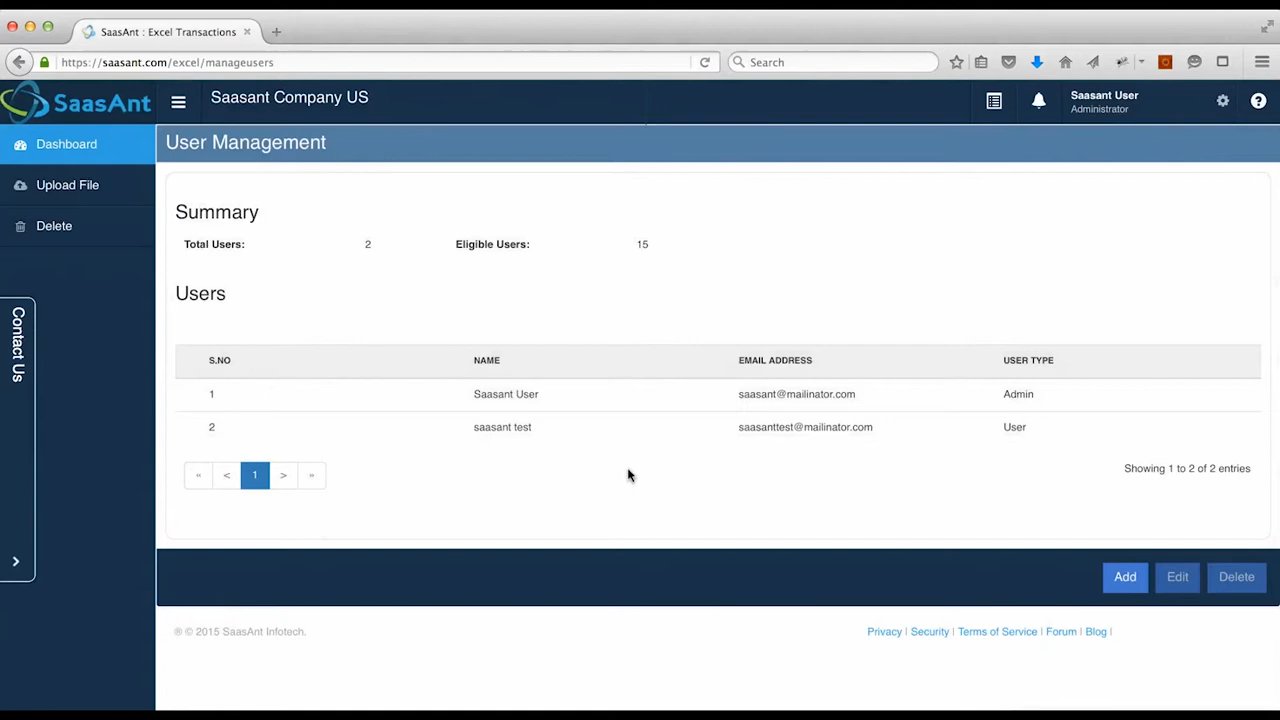 SaasAnt : Excel Transactions
https://saasant.com/excel/manageusers
Search
SaasAnt
Saasant Company US
Saasant User
Administrator
Dashboard
Upload File
Delete
Contact Us
User Management
Summary
Total Users: 2 Eligible Users: 15
Users
S.NO NAME EMAIL ADDRESS USER TYPE
1 Saasant User saasant@mailinator.com Admin
2 saasant test saasanttest@mailinator.com User
« < 1 > »
Showing 1 to 2 of 2 entries
Add Edit Delete
® © 2015 SaasAnt Infotech.
Privacy | Security | Terms of Service | Forum | Blog |